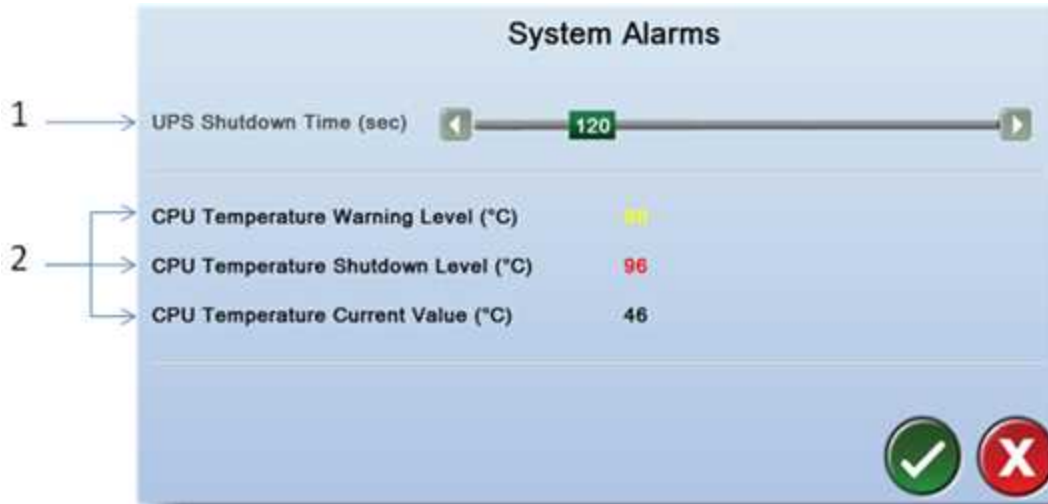 System Alarms
1
UPS Shutdown Time (sec) 120
CPU Temperature Warning Level (°C)
2
CPU Temperature Shutdown Level (°C) 96
CPU Temperature Current Value (°C) 46